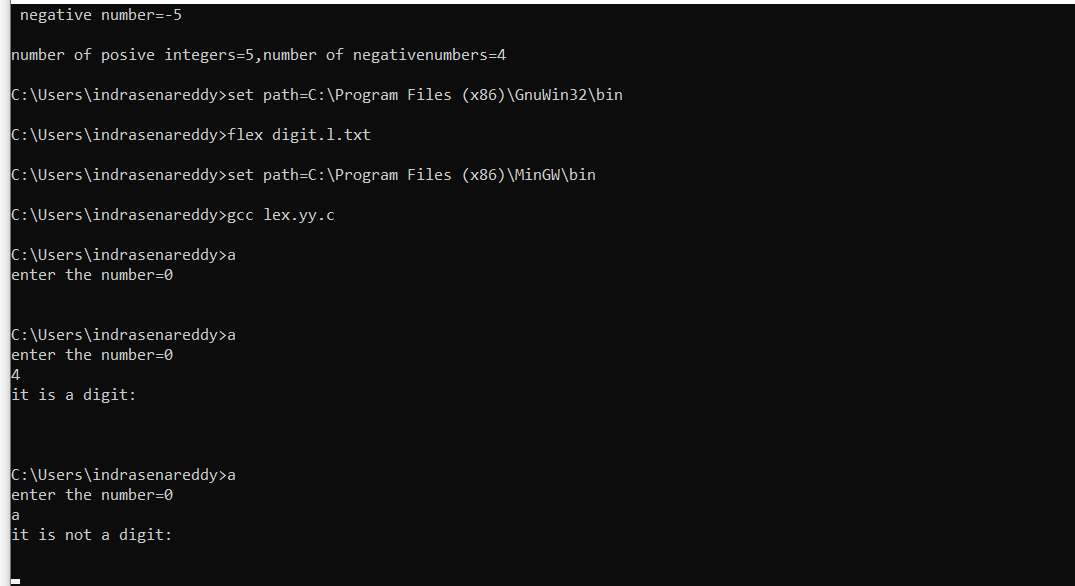 negative number=-5
number of posive integers=5,number of negativenumbers=4
C:\Users\indrasenareddy>set path=C:\Program Files (x86)\GnuWin32\bin
C:\Users\indrasenareddy>flex digit.l.txt
C:\Users\indrasenareddy>set path=C:\Program Files (x86)\MinGW\bin
C:\Users\indrasenareddy>gcc lex.yy.c
C:\Users\indrasenareddy>a
enter the number=0
C:\Users\indrasenareddy>a
enter the number=0
4
it is a digit:
C:\Users\indrasenareddy>a
enter the number=0
a
it is not a digit: